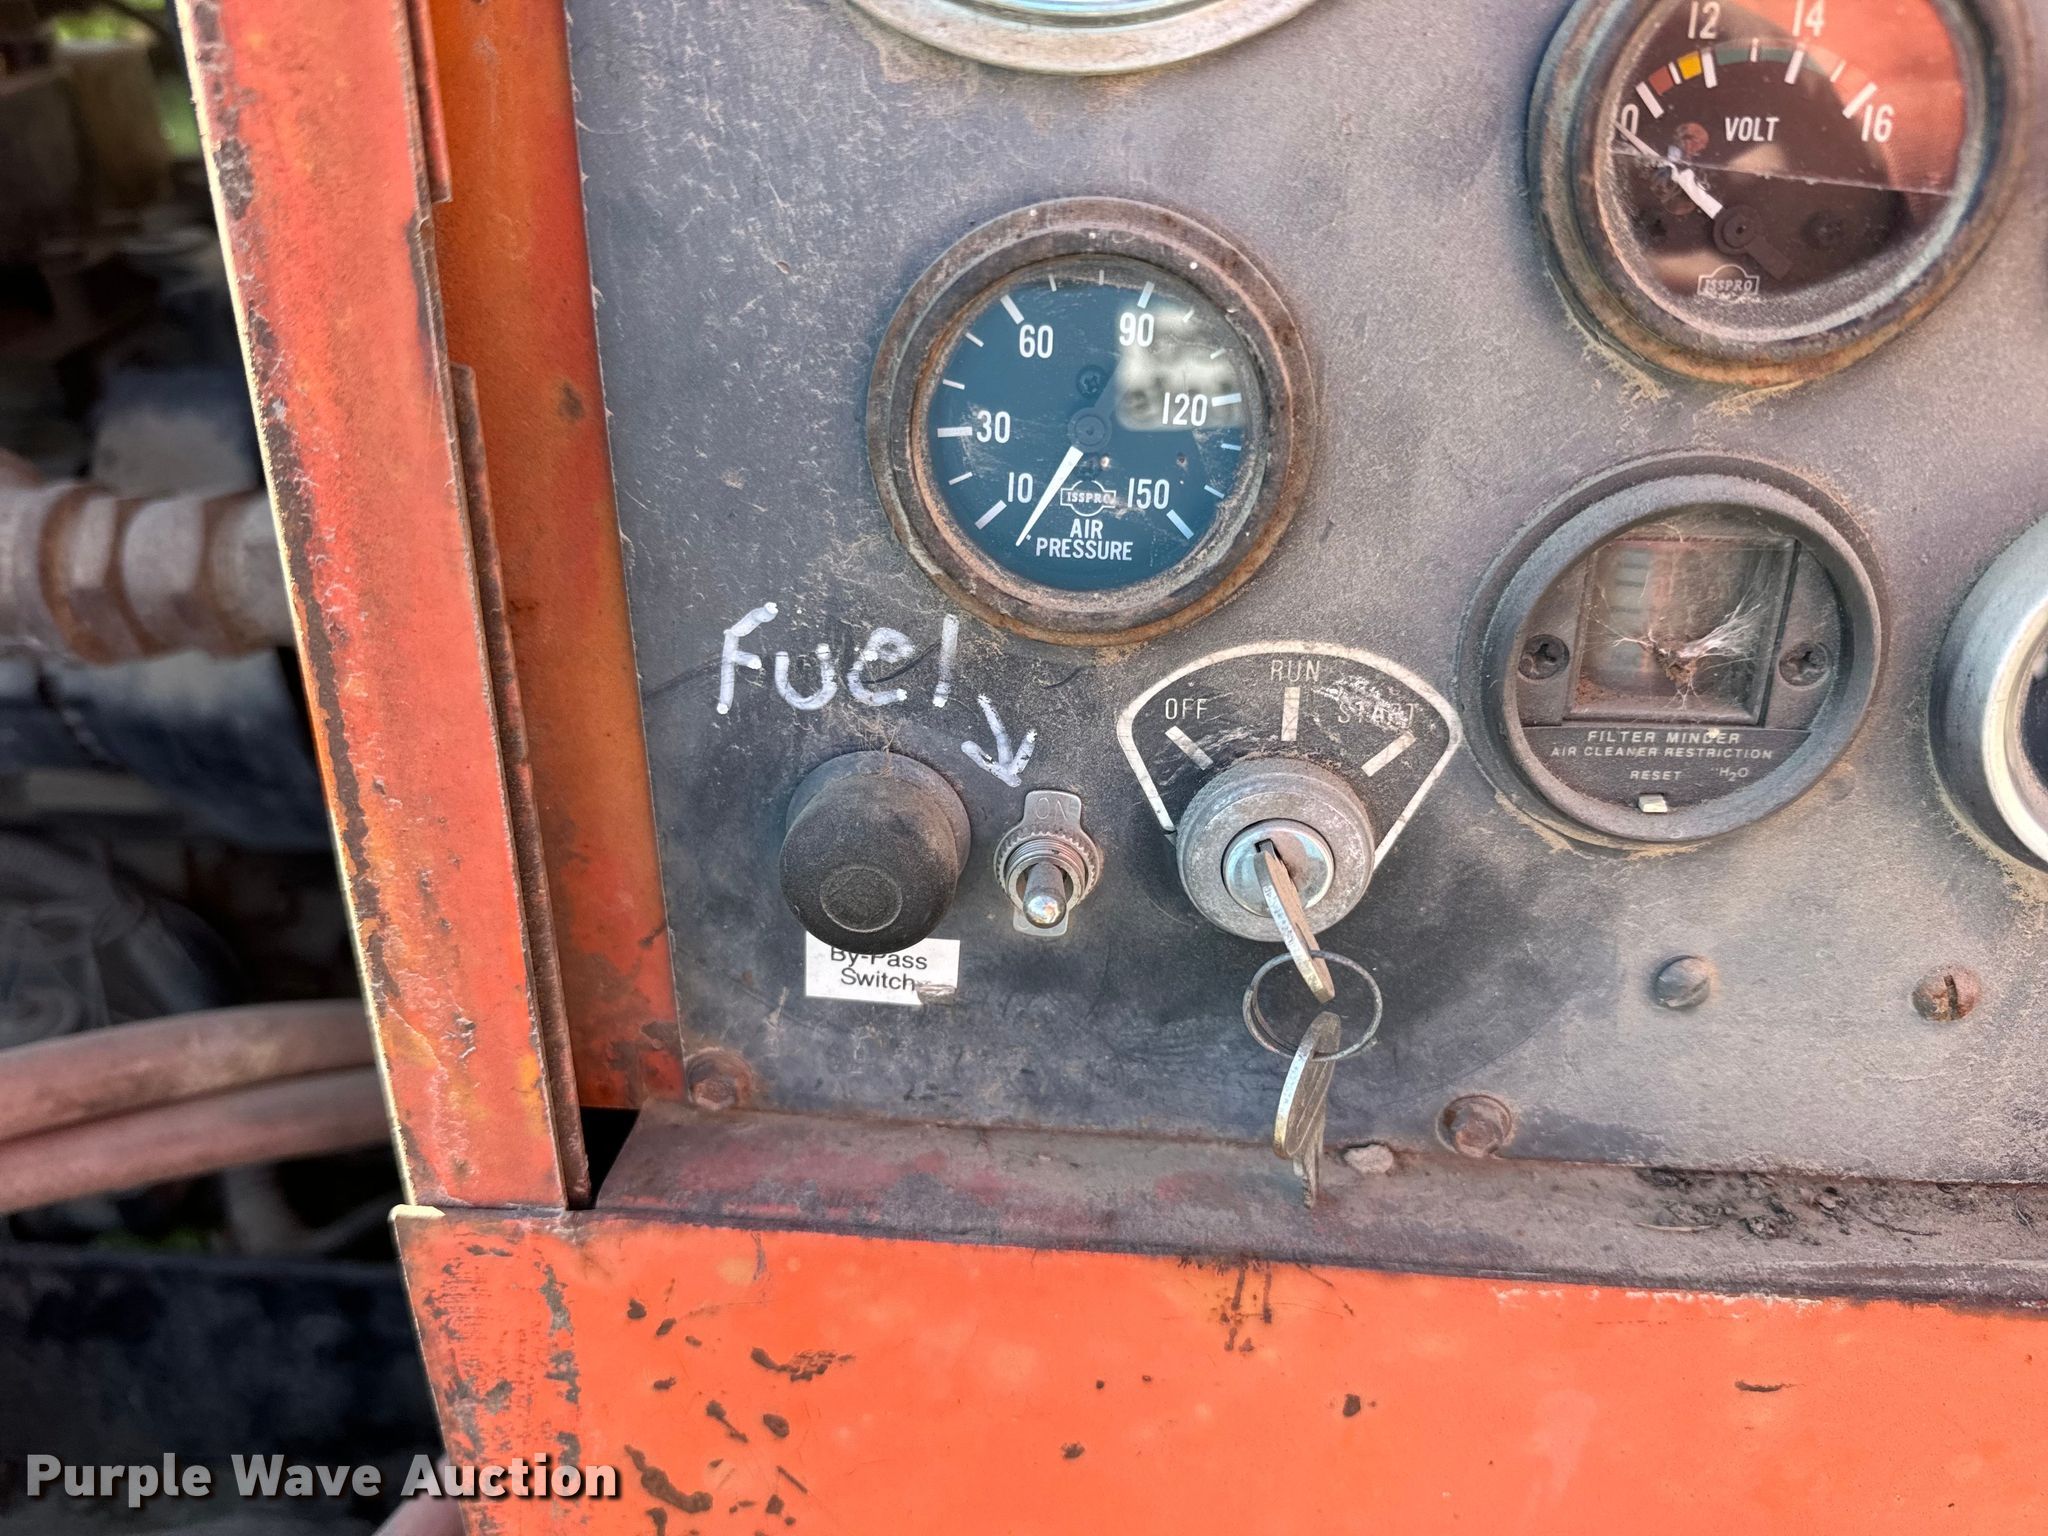 12 14
0 16
VOLT
ISSPRO
60 90
30 120
10 150
ISSPRO
AIR
PRESSURE
Fuel
OFF RUN START
ON
FILTER MINDER
AIR CLEANER RESTRICTION
RESET "H2O
By-Pass
Switch
Purple Wave Auction